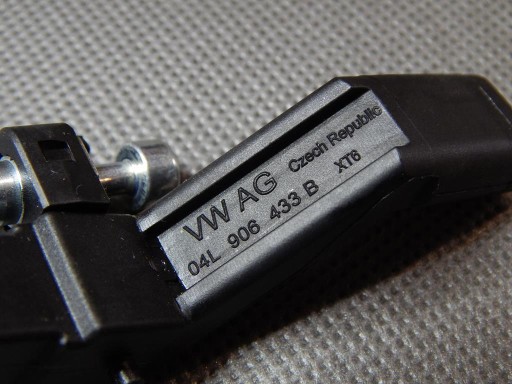 VW AG Czech Republic
04L 906 433 B XT6